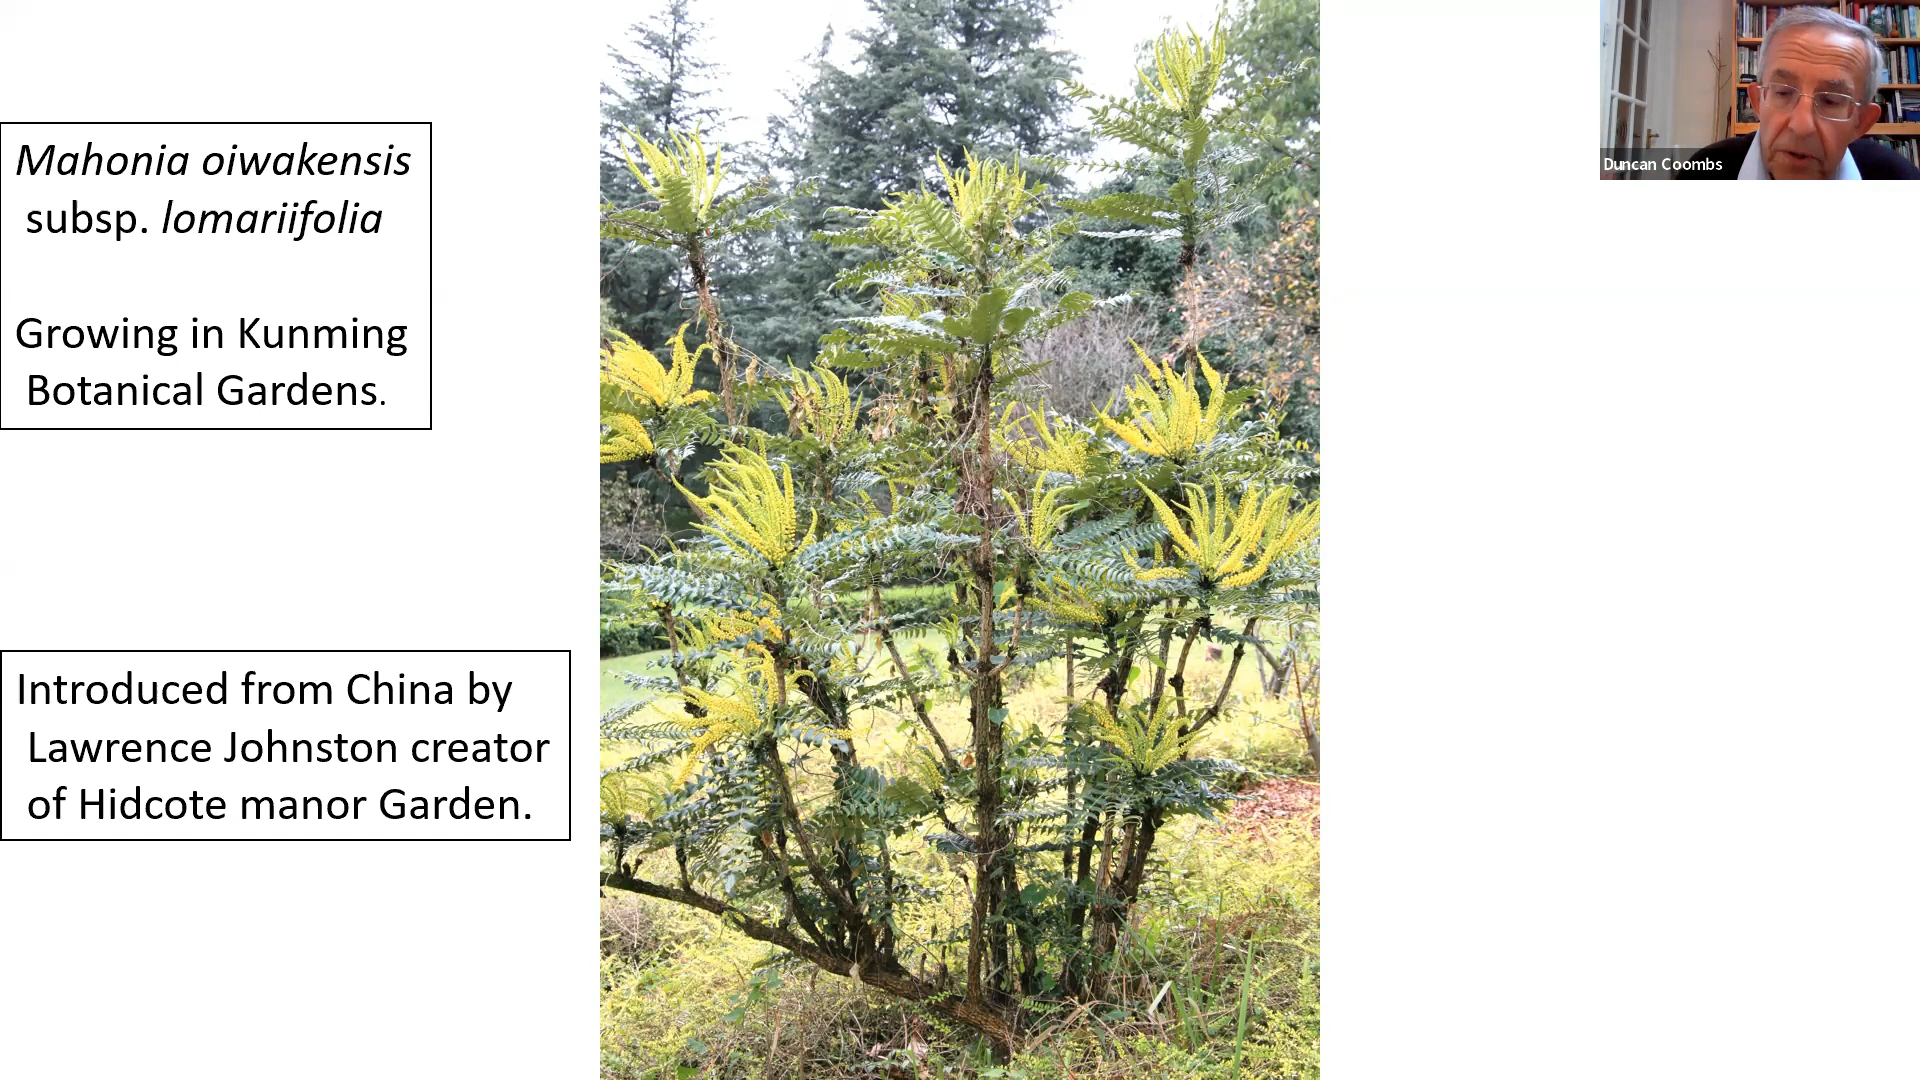 Mahonia oiwakensis
subsp. lomariifolia
Growing in Kunming
Botanical Gardens.
Introduced from China by
Lawrence Johnston creator
of Hidcote manor Garden.
Duncan Coombs